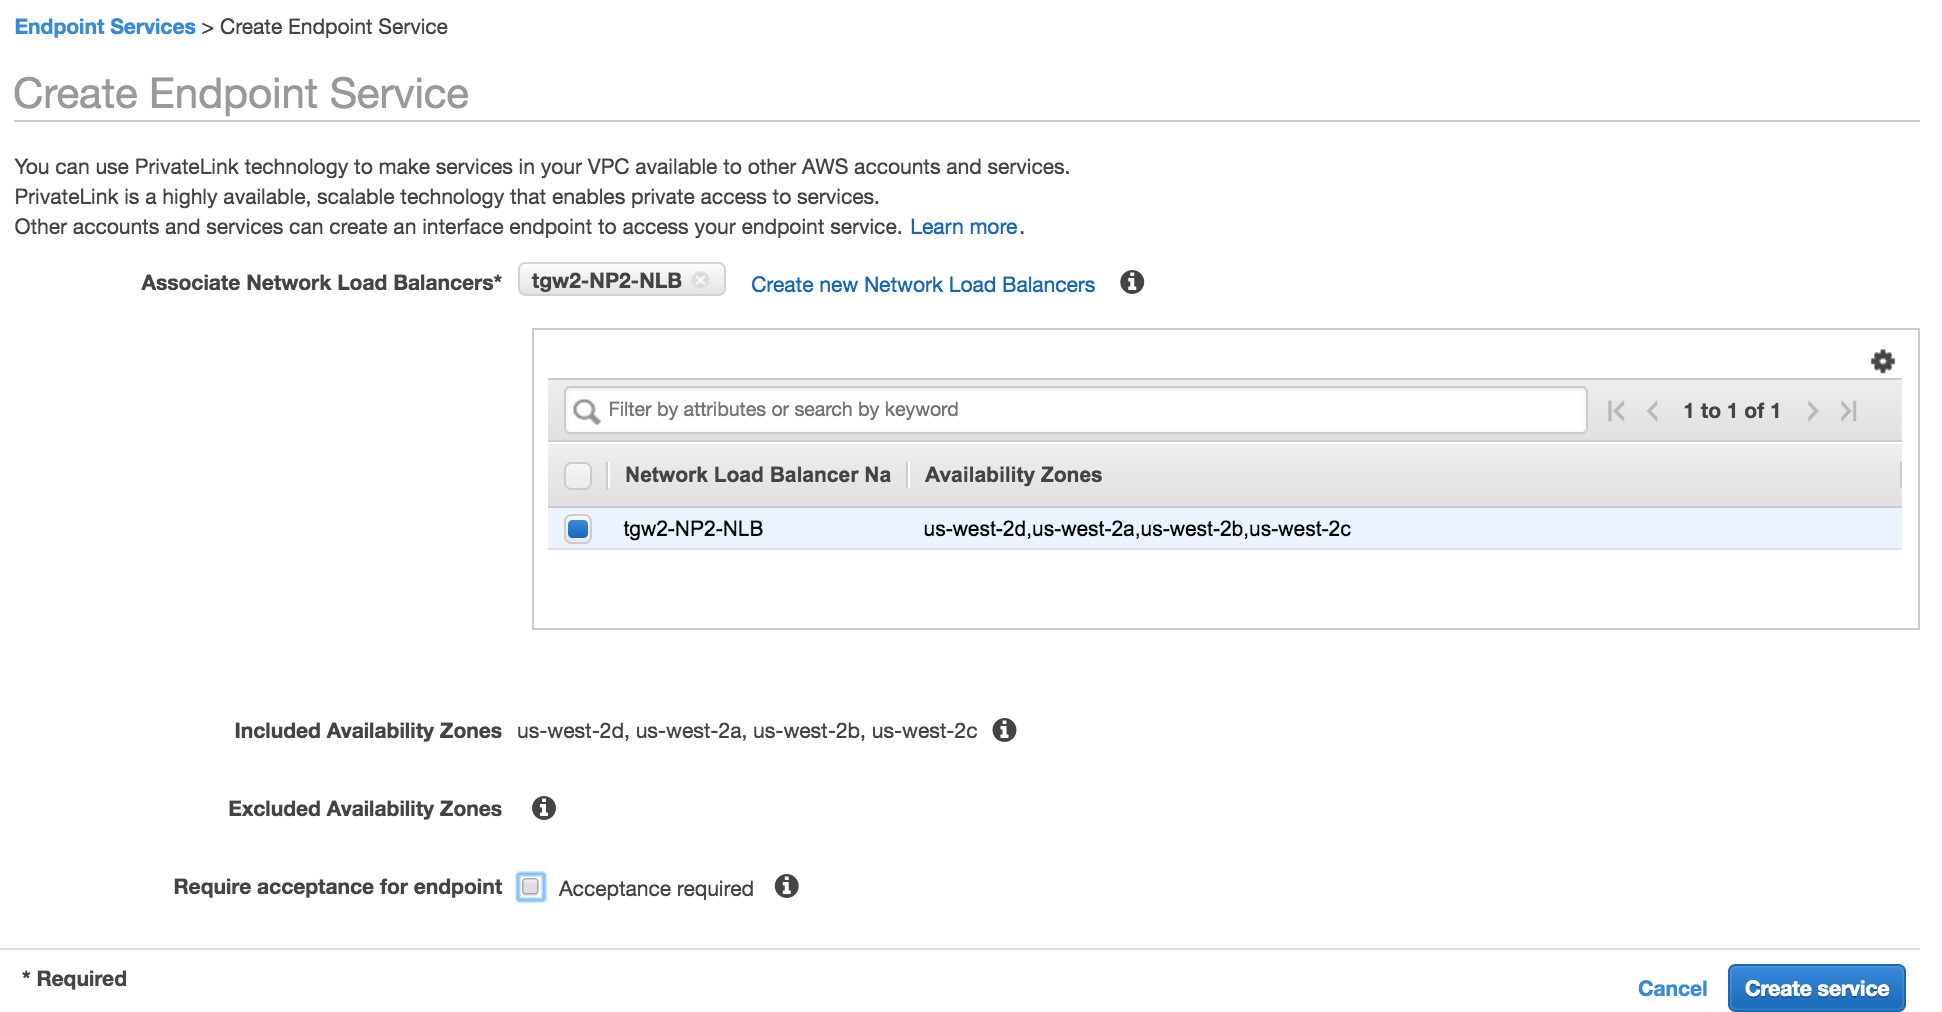 Endpoint Services > Create Endpoint Service
Create Endpoint Service
You can use PrivateLink technology to make services in your VPC available to other AWS accounts and services.
PrivateLink is a highly available, scalable technology that enables private access to services.
Other accounts and services can create an interface endpoint to access your endpoint service. Learn more.
Associate Network Load Balancers* tgw2-NP2-NLB Create new Network Load Balancers
Filter by attributes or search by keyword 1 to 1 of 1
Network Load Balancer Na Availability Zones
tgw2-NP2-NLB us-west-2d,us-west-2a,us-west-2b,us-west-2c
Included Availability Zones us-west-2d, us-west-2a, us-west-2b, us-west-2c
Excluded Availability Zones
Require acceptance for endpoint Acceptance required
* Required
Cancel Create service